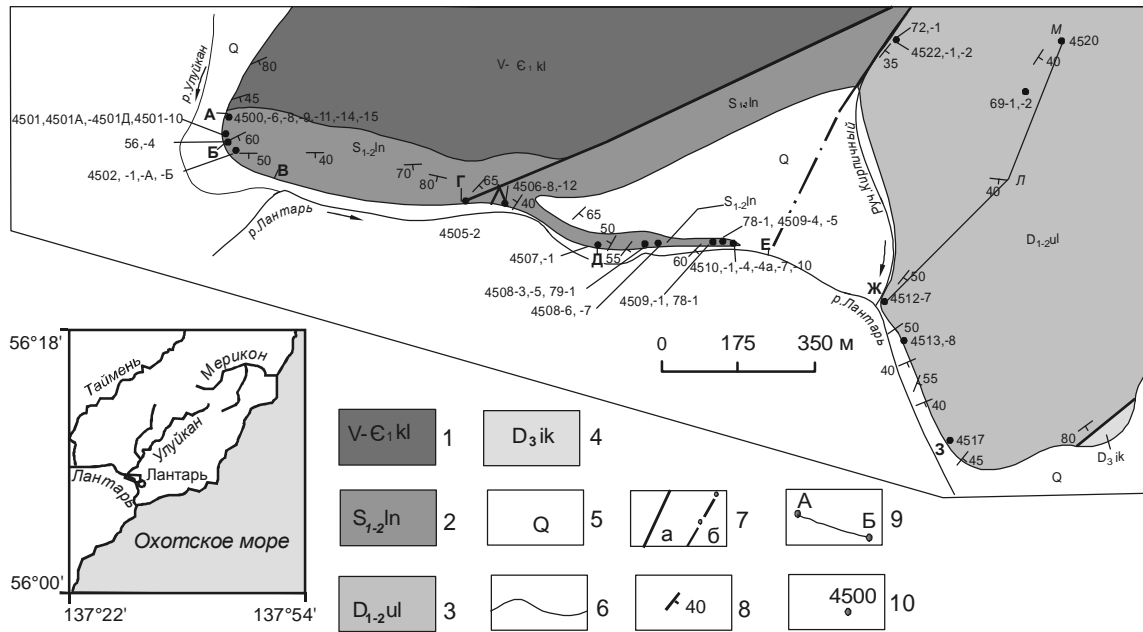 р.Улуйкан
Q
80
45
А
4501,4501А,-4501Д,4501-10
4500,-6,-8,-9,-11,-14,-15
56,-4
60
Б
50
4502, -1,-А, -Б
В
S1-2ln
40
70
80
V- Є1 kl
Г
65
4506-8,-12
40
р.Лантарь
4505-2
S1-2ln
Q
72,-1
4522,-1,-2
35
М
4520
40
69-1,-2
Руч.Кирпичный
Л
40
D1-2ul
65
S1-2ln
50
78-1, 4509-4, -5
Е
4507,-1
Д
55
60
4510,-1,-4,-4а,-7,-10
4508-3,-5, 79-1
4508-6, -7
4509,-1, 78-1
р.Лантарь
Ж
50
4512-7
50
4513,-8
40
55
40
З
4517
45
80
D3 ik
Q
0 175 350 м
56°18'
56°00'
137°22' 137°54'
Таймень
Мерикон
Улуйкан
Лантарь
Лантарь
Охотское море
V- Є1 kl 1
S1-2ln 2
D1-2ul 3
D3 ik 4
Q 5
6
а б 7
40 8
А Б 9
4500 10